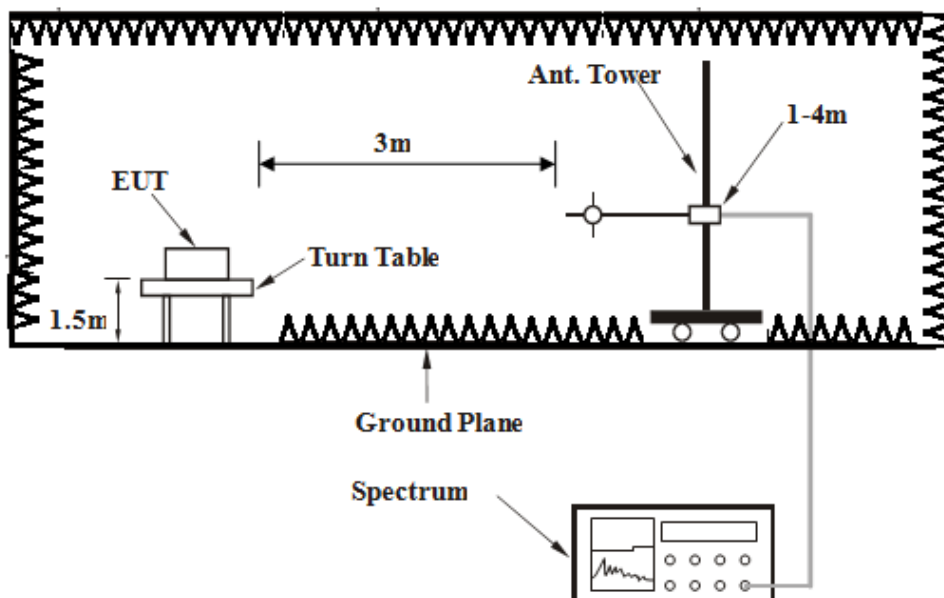 Ant. Tower
1-4m
3m
EUT
Turn Table
1.5m
Ground Plane
Spectrum